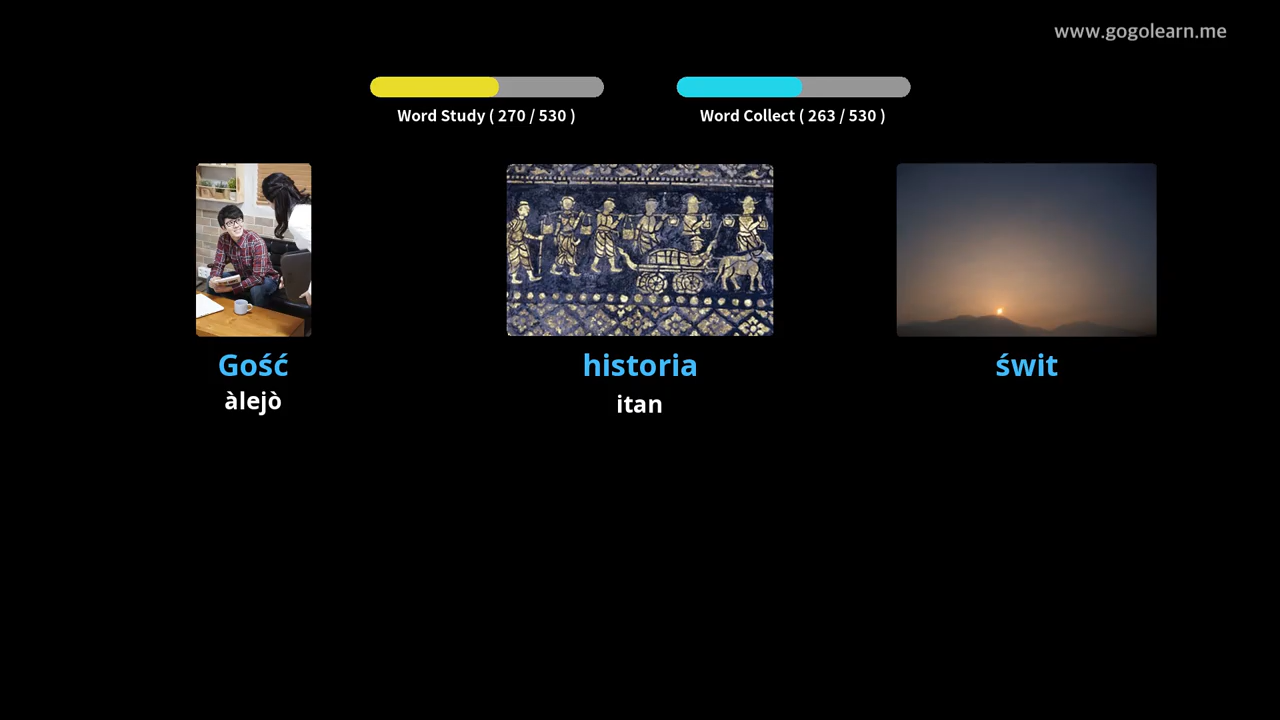 www.gogolearn.me
Word Study ( 270 / 530 )
Word Collect ( 263 / 530 )
Gość
historia
świt
àlejò
itan